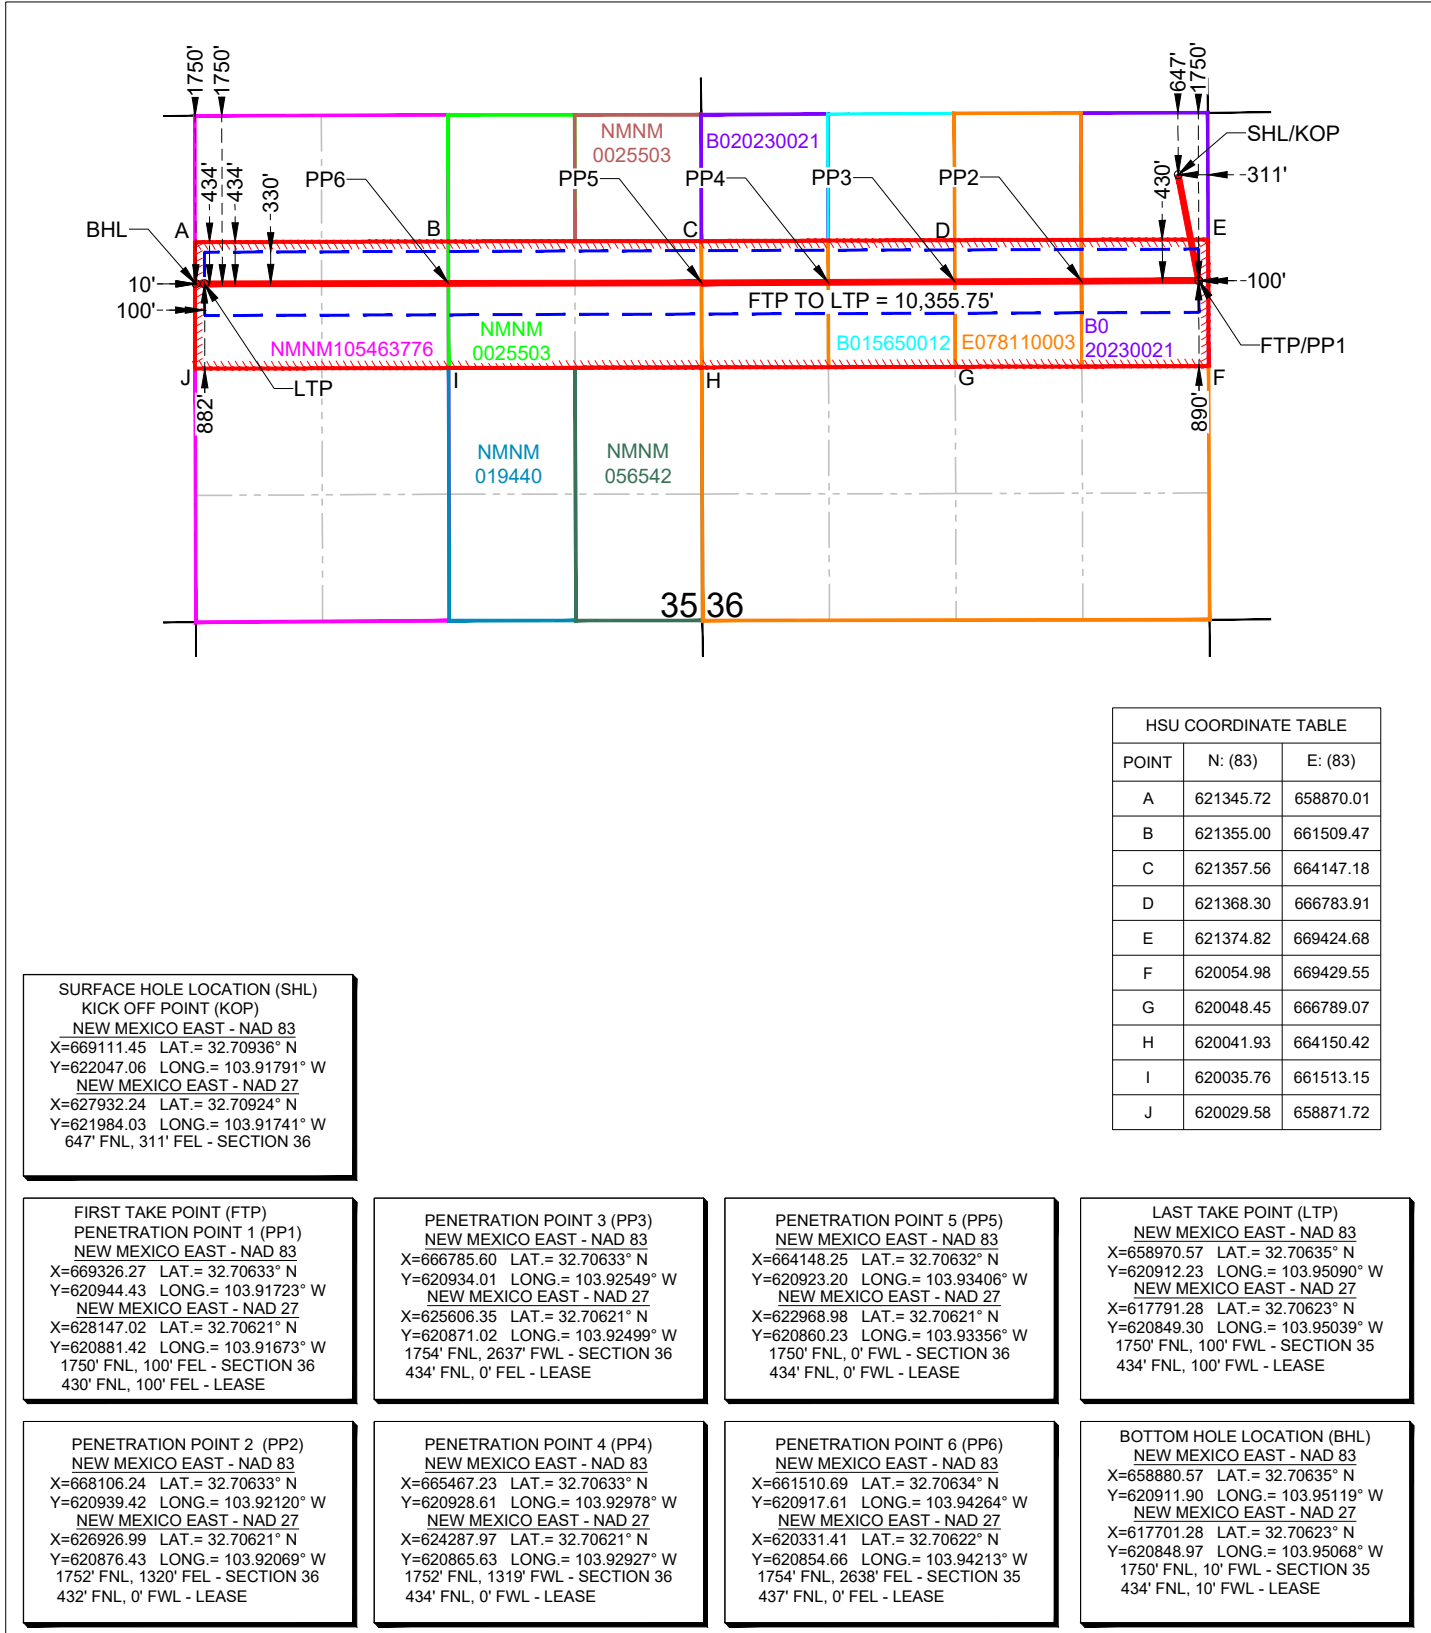 1750'
1750'
647'
1750'
SHL/KOP
311'
NMNM
0025503
B020230021
434'
434'
330'
430'
PP6
PP5
PP4
PP3
PP2
A
B
C
D
E
BHL
10'
100'
100'
FTP TO LTP = 10,355.75'
NMNM105463776
NMNM
0025503
B015650012
E078110003
B0
20230021
FTP/PP1
J
I
H
G
F
LTP
882'
890'
NMNM
019440
NMNM
056542
35
36
HSU COORDINATE TABLE
POINT N: (83) E: (83)
A 621345.72 658870.01
B 621355.00 661509.47
C 621357.56 664147.18
D 621368.30 666783.91
E 621374.82 669424.68
F 620054.98 669429.55
G 620048.45 666789.07
H 620041.93 664150.42
I 620035.76 661513.15
J 620029.58 658871.72
SURFACE HOLE LOCATION (SHL)
KICK OFF POINT (KOP)
NEW MEXICO EAST - NAD 83
X=669111.45 LAT.= 32.70936° N
Y=622047.06 LONG.= 103.91791° W
NEW MEXICO EAST - NAD 27
X=627932.24 LAT.= 32.70924° N
Y=621984.03 LONG.= 103.91741° W
647' FNL, 311' FEL - SECTION 36
FIRST TAKE POINT (FTP)
PENETRATION POINT 1 (PP1)
NEW MEXICO EAST - NAD 83
X=669326.27 LAT.= 32.70633° N
Y=620944.43 LONG.= 103.91723° W
NEW MEXICO EAST - NAD 27
X=628147.02 LAT.= 32.70621° N
Y=620881.42 LONG.= 103.91673° W
1750' FNL, 100' FEL - SECTION 36
430' FNL, 100' FEL - LEASE
PENETRATION POINT 3 (PP3)
NEW MEXICO EAST - NAD 83
X=666785.60 LAT.= 32.70633° N
Y=620934.01 LONG.= 103.92549° W
NEW MEXICO EAST - NAD 27
X=625606.35 LAT.= 32.70621° N
Y=620871.02 LONG.= 103.92499° W
1754' FNL, 2637' FWL - SECTION 36
434' FNL, 0' FEL - LEASE
PENETRATION POINT 5 (PP5)
NEW MEXICO EAST - NAD 83
X=664148.25 LAT.= 32.70632° N
Y=620923.20 LONG.= 103.93406° W
NEW MEXICO EAST - NAD 27
X=622968.98 LAT.= 32.70621° N
Y=620860.23 LONG.= 103.93356° W
1750' FNL, 0' FWL - SECTION 36
434' FNL, 0' FWL - LEASE
LAST TAKE POINT (LTP)
NEW MEXICO EAST - NAD 83
X=658970.57 LAT.= 32.70635° N
Y=620912.23 LONG.= 103.95090° W
NEW MEXICO EAST - NAD 27
X=617791.28 LAT.= 32.70623° N
Y=620849.30 LONG.= 103.95039° W
1750' FNL, 100' FWL - SECTION 35
434' FNL, 100' FWL - LEASE
PENETRATION POINT 2 (PP2)
NEW MEXICO EAST - NAD 83
X=668106.24 LAT.= 32.70633° N
Y=620939.42 LONG.= 103.92120° W
NEW MEXICO EAST - NAD 27
X=626926.99 LAT.= 32.70621° N
Y=620876.43 LONG.= 103.92069° W
1752' FNL, 1320' FEL - SECTION 36
432' FNL, 0' FEL - LEASE
PENETRATION POINT 4 (PP4)
NEW MEXICO EAST - NAD 83
X=665467.23 LAT.= 32.70633° N
Y=620928.61 LONG.= 103.92978° W
NEW MEXICO EAST - NAD 27
X=624287.97 LAT.= 32.70621° N
Y=620865.63 LONG.= 103.92927° W
1752' FNL, 1319' FWL - SECTION 36
434' FNL, 0' FWL - LEASE
PENETRATION POINT 6 (PP6)
NEW MEXICO EAST - NAD 83
X=661510.69 LAT.= 32.70634° N
Y=620917.61 LONG.= 103.94264° W
NEW MEXICO EAST - NAD 27
X=620331.41 LAT.= 32.70622° N
Y=620854.66 LONG.= 103.94213° W
1754' FNL, 2638' FEL - SECTION 35
437' FNL, 0' FEL - LEASE
BOTTOM HOLE LOCATION (BHL)
NEW MEXICO EAST - NAD 83
X=658880.57 LAT.= 32.70635° N
Y=620911.90 LONG.= 103.95119° W
NEW MEXICO EAST - NAD 27
X=617701.28 LAT.= 32.70623° N
Y=620848.97 LONG.= 103.95068° W
1750' FNL, 10' FWL - SECTION 35
434' FNL, 10' FWL - LEASE